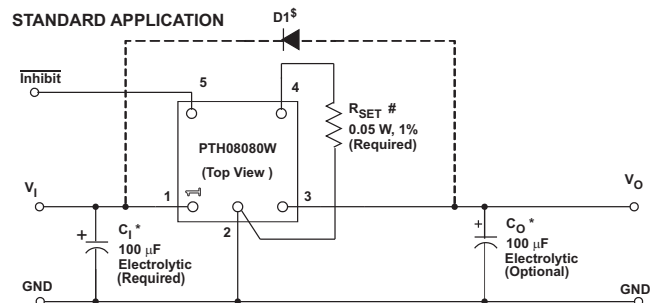 STANDARD APPLICATION
D1$
Inhibit
5
4
RSET #
0.05 W, 1%
(Required)
PTH08080W
(Top View )
VI
1
3
VO
2
+
CI *
100 μF
Electrolytic
(Required)
+
CO *
100 μF
Electrolytic
(Optional)
GND
GND